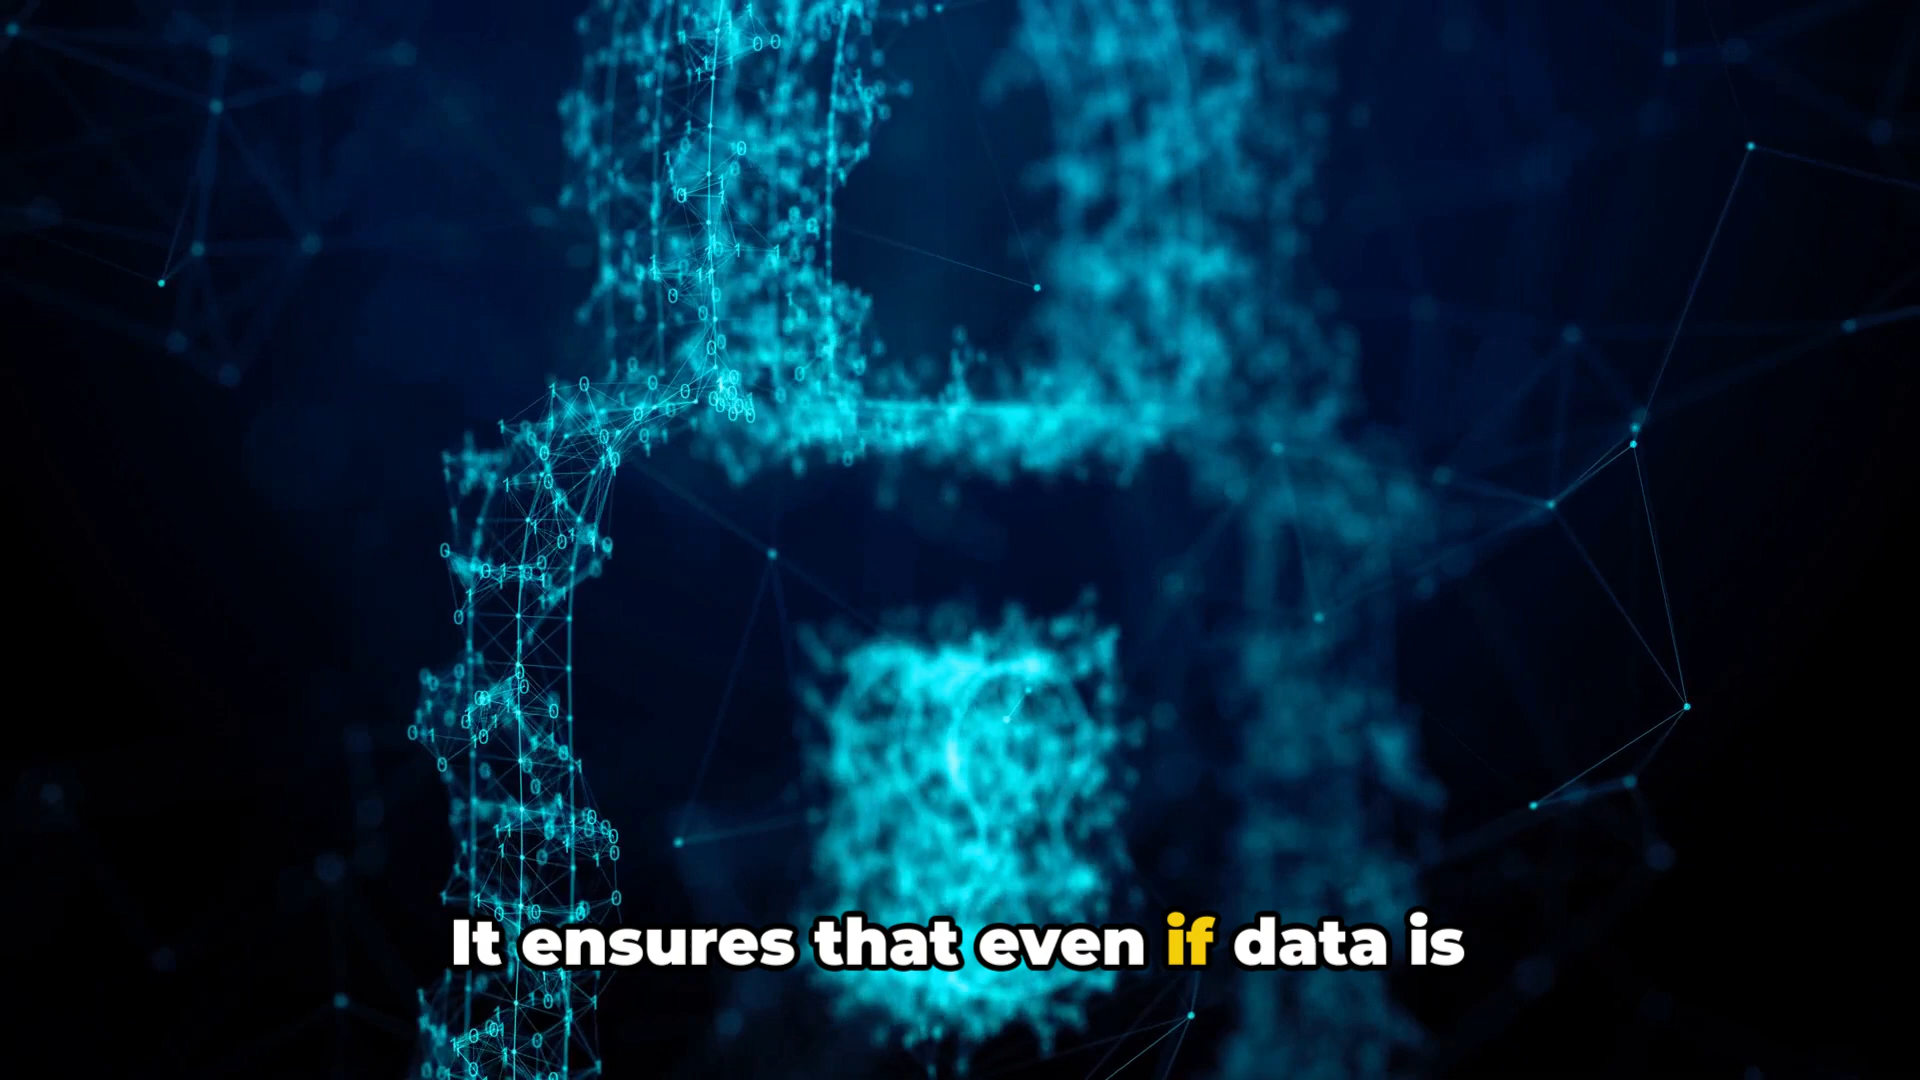 It ensures that even if data is